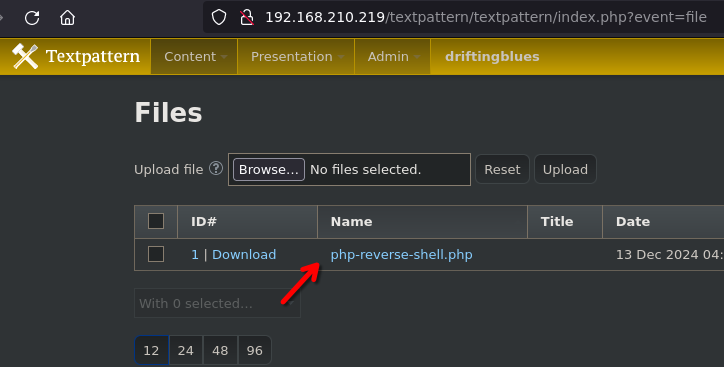 192.168.210.219/textpattern/textpattern/index.php?event=file
Textpattern Content Presentation Admin driftingblues
Files
Upload file ? Browse... No files selected. Reset Upload
ID# Name Title Date
1 | Download php-reverse-shell.php 13 Dec 2024 04:
With 0 selected...
12 24 48 96